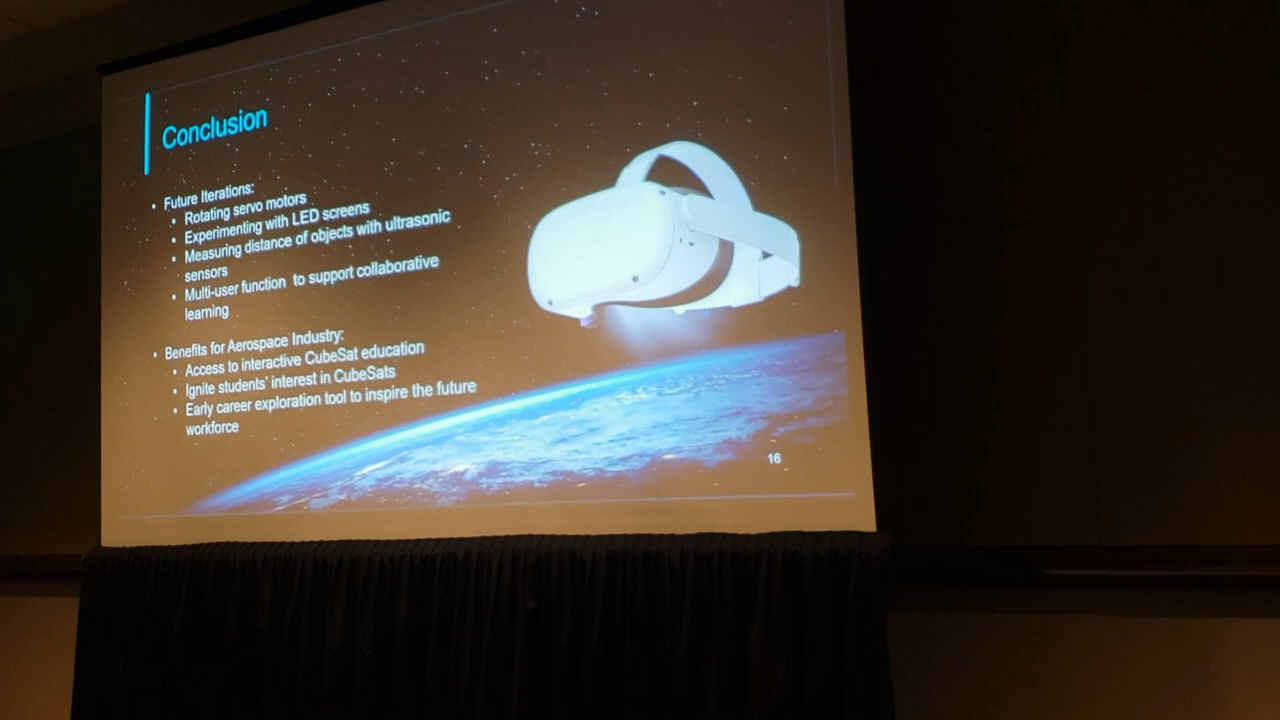 Conclusion
• Future Iterations:
• Rotating servo motors
• Experimenting with LED screens
• Measuring distance of objects with ultrasonic
sensors
• Multi-user function to support collaborative
learning
• Benefits for Aerospace Industry:
• Access to interactive CubeSat education
• Ignite students' interest in CubeSats
• Early career exploration tool to inspire the future
workforce
16